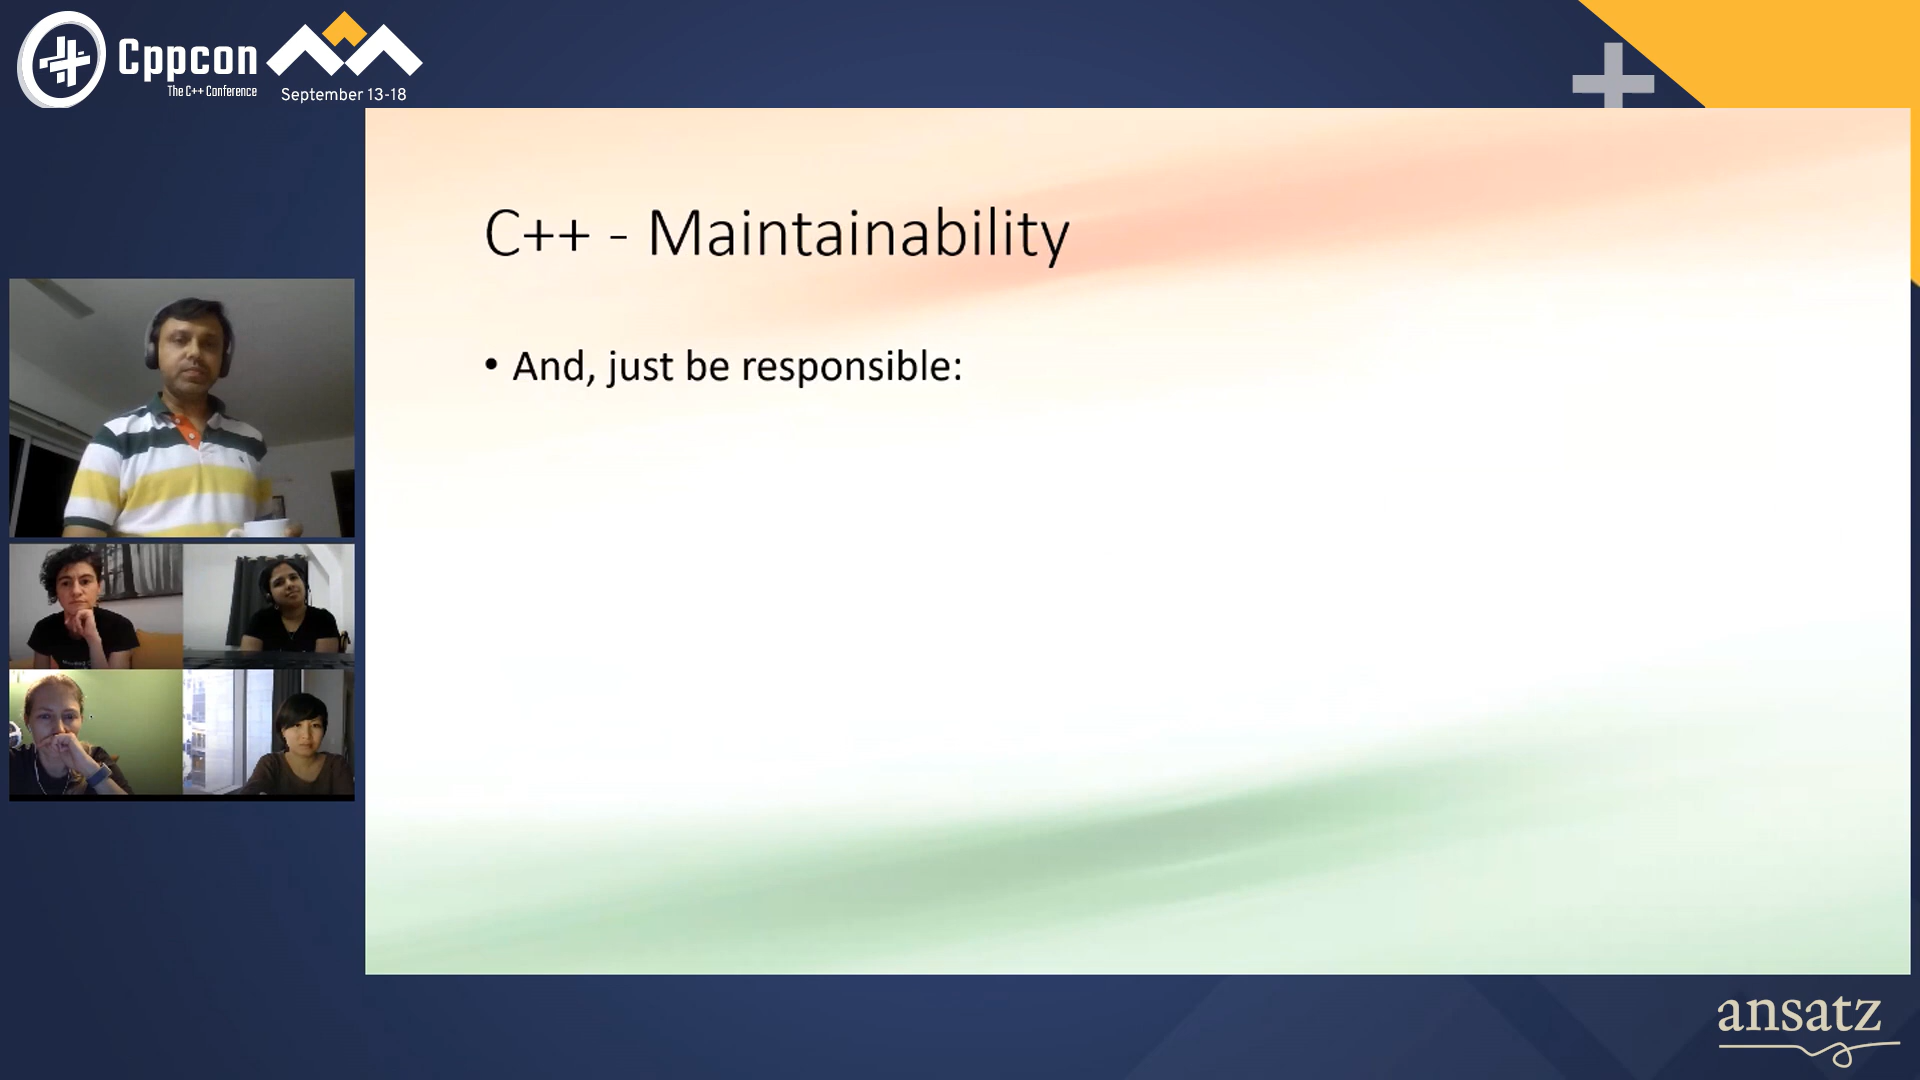 Cppcon
The C++ Conference
September 13-18
C++ - Maintainability
• And, just be responsible:
ansatz